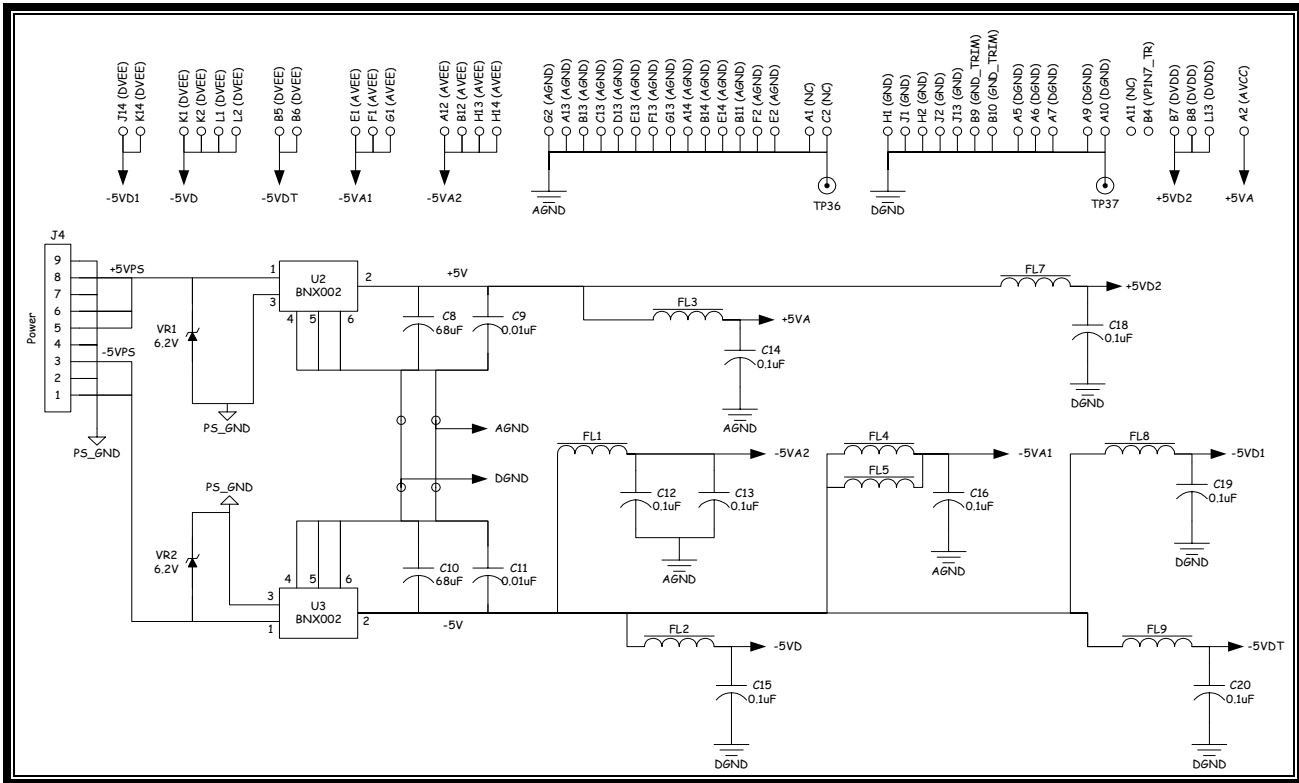 J14 (DVEE)
K14 (DVEE)
K1 (DVEE)
K2 (DVEE)
L1 (DVEE)
L2 (DVEE)
B5 (DVEE)
B6 (DVEE)
E1 (AVEE)
F1 (AVEE)
G1 (AVEE)
A12 (AVEE)
B12 (AVEE)
H13 (AVEE)
H14 (AVEE)
G2 (AGND)
A13 (AGND)
B13 (AGND)
C13 (AGND)
D13 (AGND)
E13 (AGND)
F13 (AGND)
G13 (AGND)
A14 (AGND)
B14 (AGND)
E14 (AGND)
B11 (AGND)
F2 (AGND)
E2 (AGND)
A1 (NC)
C2 (NC)
H1 (GND)
J1 (GND)
H2 (GND)
J2 (GND)
J13 (GND)
B9 (GND_TRIM)
B10 (GND_TRIM)
A5 (DGND)
A6 (DGND)
A7 (DGND)
A9 (DGND)
A10 (DGND)
A11 (NC)
B4 (VPIN7_TR)
B7 (DVDD)
B8 (DVDD)
L13 (DVDD)
A2 (AVCC)
-5VD1
-5VD
-5VDT
-5VA1
-5VA2
AGND
TP36
DGND
TP37
+5VD2
+5VA
J4
Power
9
8
7
6
5
4
3
2
1
+5VPS
-5VPS
PS_GND
VR1
6.2V
PS_GND
1
3
U2
BNX002
2
4
5
6
+5V
C8
68uF
C9
0.01uF
FL3
+5VA
C14
0.1uF
AGND
FL7
+5VD2
C18
0.1uF
DGND
AGND
DGND
PS_GND
VR2
6.2V
4
5
6
3
1
U3
BNX002
2
-5V
C10
68uF
C11
0.01uF
FL1
-5VA2
C12
0.1uF
C13
0.1uF
AGND
FL4
FL5
-5VA1
C16
0.1uF
AGND
FL8
-5VD1
C19
0.1uF
DGND
FL2
-5VD
C15
0.1uF
DGND
FL9
-5VDT
C20
0.1uF
DGND